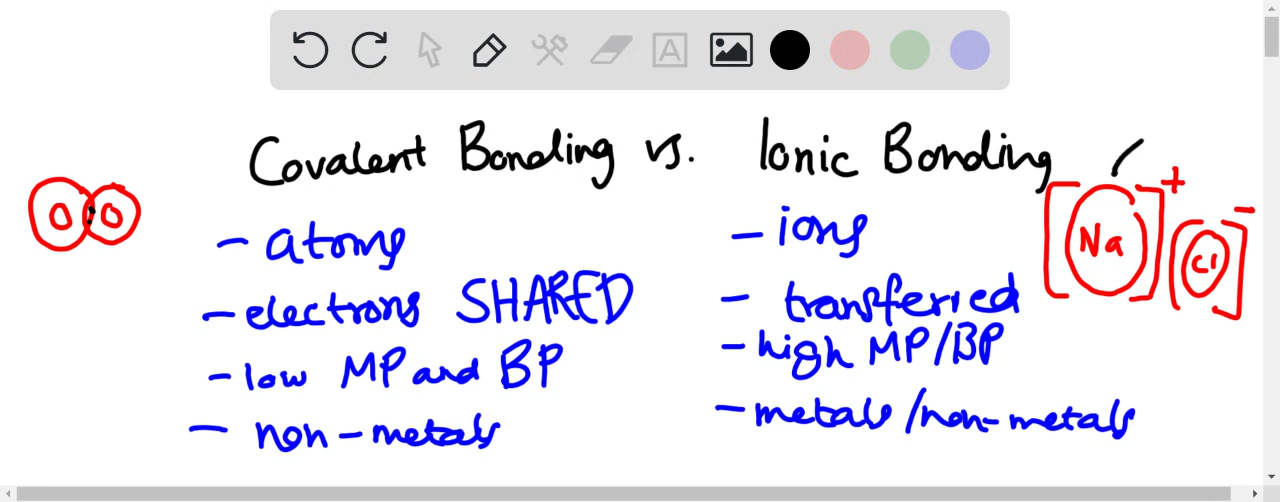 A
Covalent Bonding vs. Ionic Bonding
O O
- atoms
- ions
[Na]+ [Cl]-
- electrons SHARED
- transferred
- low MP and BP
- high MP/BP
- non-metals
- metals/non-metals